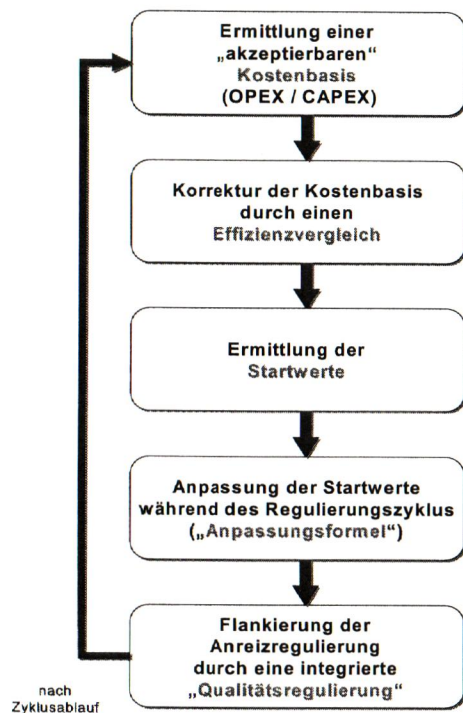 Ermittlung einer
„akzeptierbaren“
Kostenbasis
(OPEX / CAPEX)
Korrektur der Kostenbasis
durch einen
Effizienzvergleich
Ermittlung der
Startwerte
Anpassung der Startwerte
während des Regulierungszyklus
(„Anpassungsformel“)
Flankierung der
Anreizregulierung
durch eine integrierte
„Qualitätsregulierung“
nach
Zyklusablauf